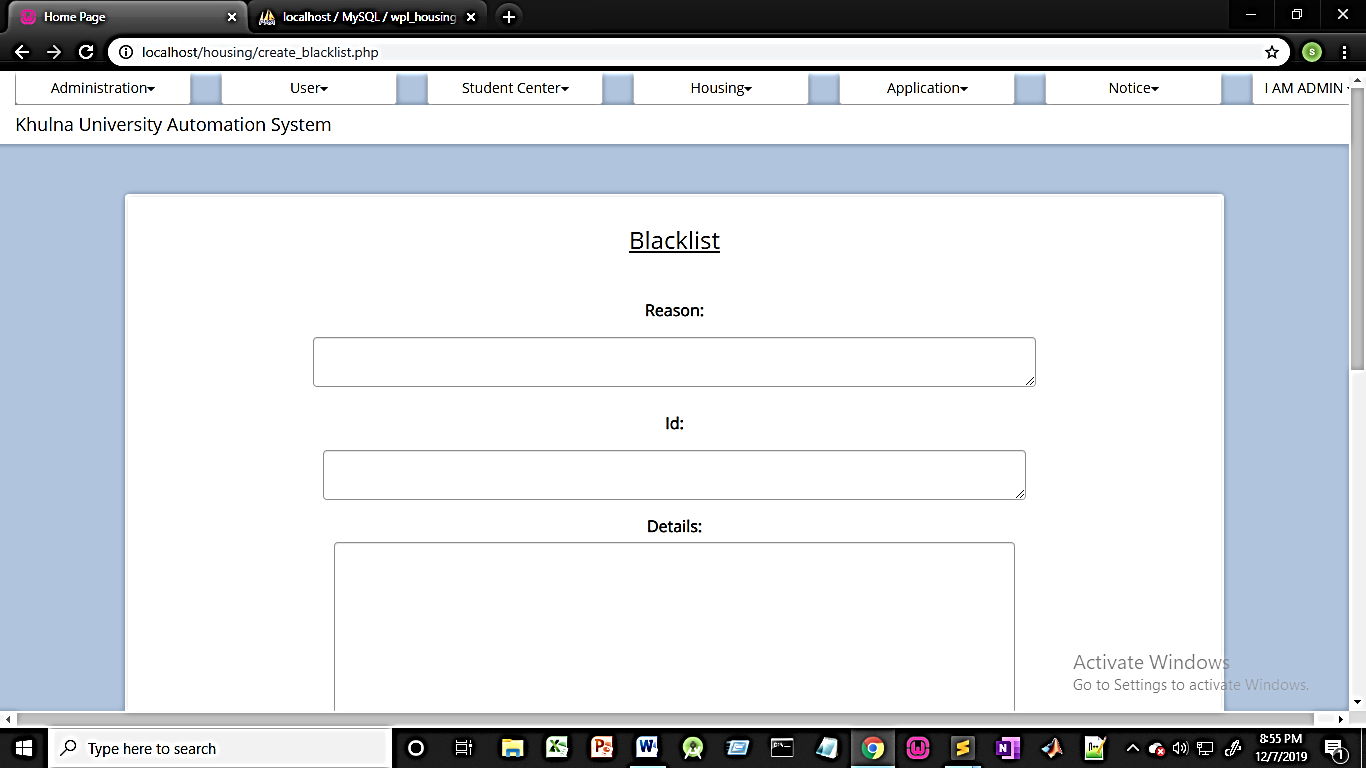 Home Page
localhost / MySQL / wpl_housing
localhost/housing/create_blacklist.php
S
Administration
User
Student Center
Housing
Application
Notice
I AM ADMIN
Khulna University Automation System
Blacklist
Reason:
Id:
Details:
Activate Windows
Go to Settings to activate Windows.
Type here to search
8:55 PM
12/7/2019
1